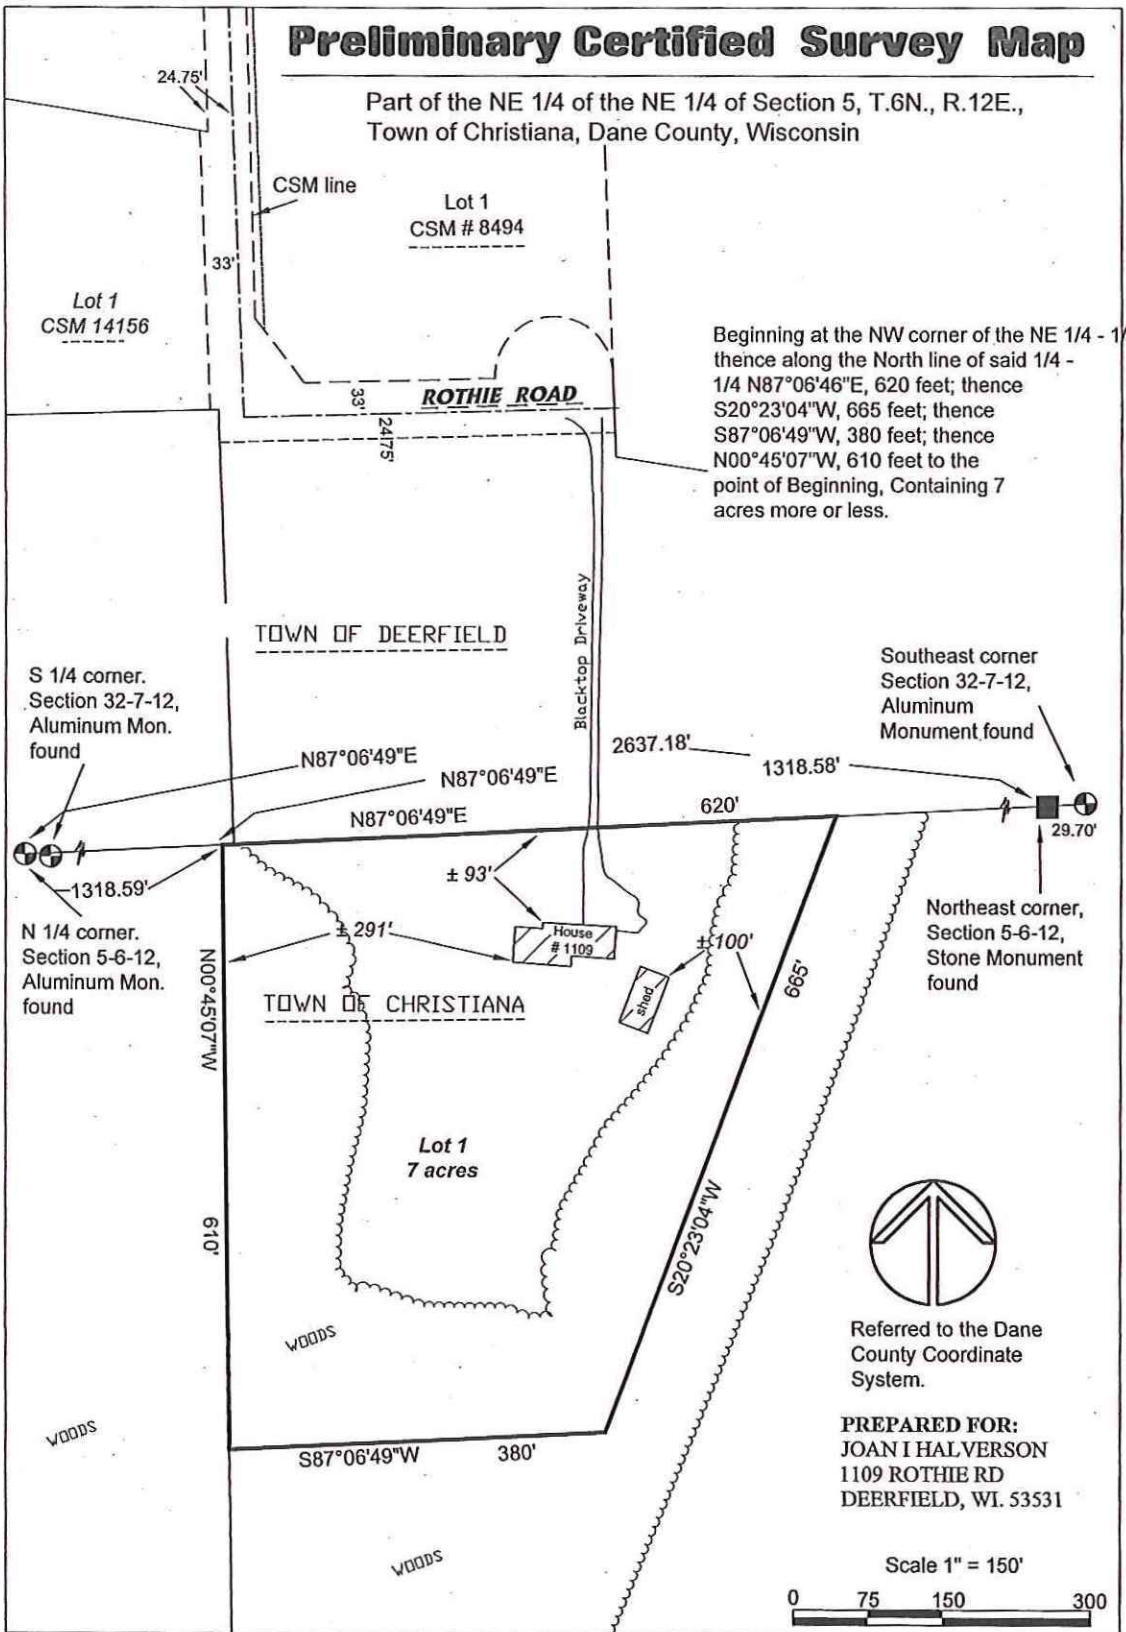 Preliminary Certified Survey Map
Part of the NE 1/4 of the NE 1/4 of Section 5, T.6N., R.12E.,
Town of Christiana, Dane County, Wisconsin
24.75'
CSM line
Lot 1
CSM # 8494
33'
Lot 1
CSM 14156
Beginning at the NW corner of the NE 1/4 - 1/
thence along the North line of said 1/4 -
1/4 N87°06'46"E, 620 feet; thence
S20°23'04"W, 665 feet; thence
S87°06'49"W, 380 feet; thence
N00°45'07"W, 610 feet to the
point of Beginning, Containing 7
acres more or less.
ROTHIE ROAD
33'
24.75'
Blacktop Driveway
TOWN OF DEERFIELD
S 1/4 corner.
Section 32-7-12,
Aluminum Mon.
found
Southeast corner
Section 32-7-12,
Aluminum
Monument found
N87°06'49"E
2637.18'
N87°06'49"E
1318.58'
N87°06'49"E
620'
29.70'
1318.59'
± 93'
N 1/4 corner.
Section 5-6-12,
Aluminum Mon.
found
± 291'
House
# 1109
± 100'
Northeast corner,
Section 5-6-12,
Stone Monument
found
shed
665'
N00°45'07"W
TOWN OF CHRISTIANA
Lot 1
7 acres
610'
S20°23'04"W
WOODS
Referred to the Dane
County Coordinate
System.
WOODS
S87°06'49"W
380'
PREPARED FOR:
JOAN I HALVERSON
1109 ROTHIE RD
DEERFIELD, WI. 53531
WOODS
Scale 1" = 150'
0 75 150 300